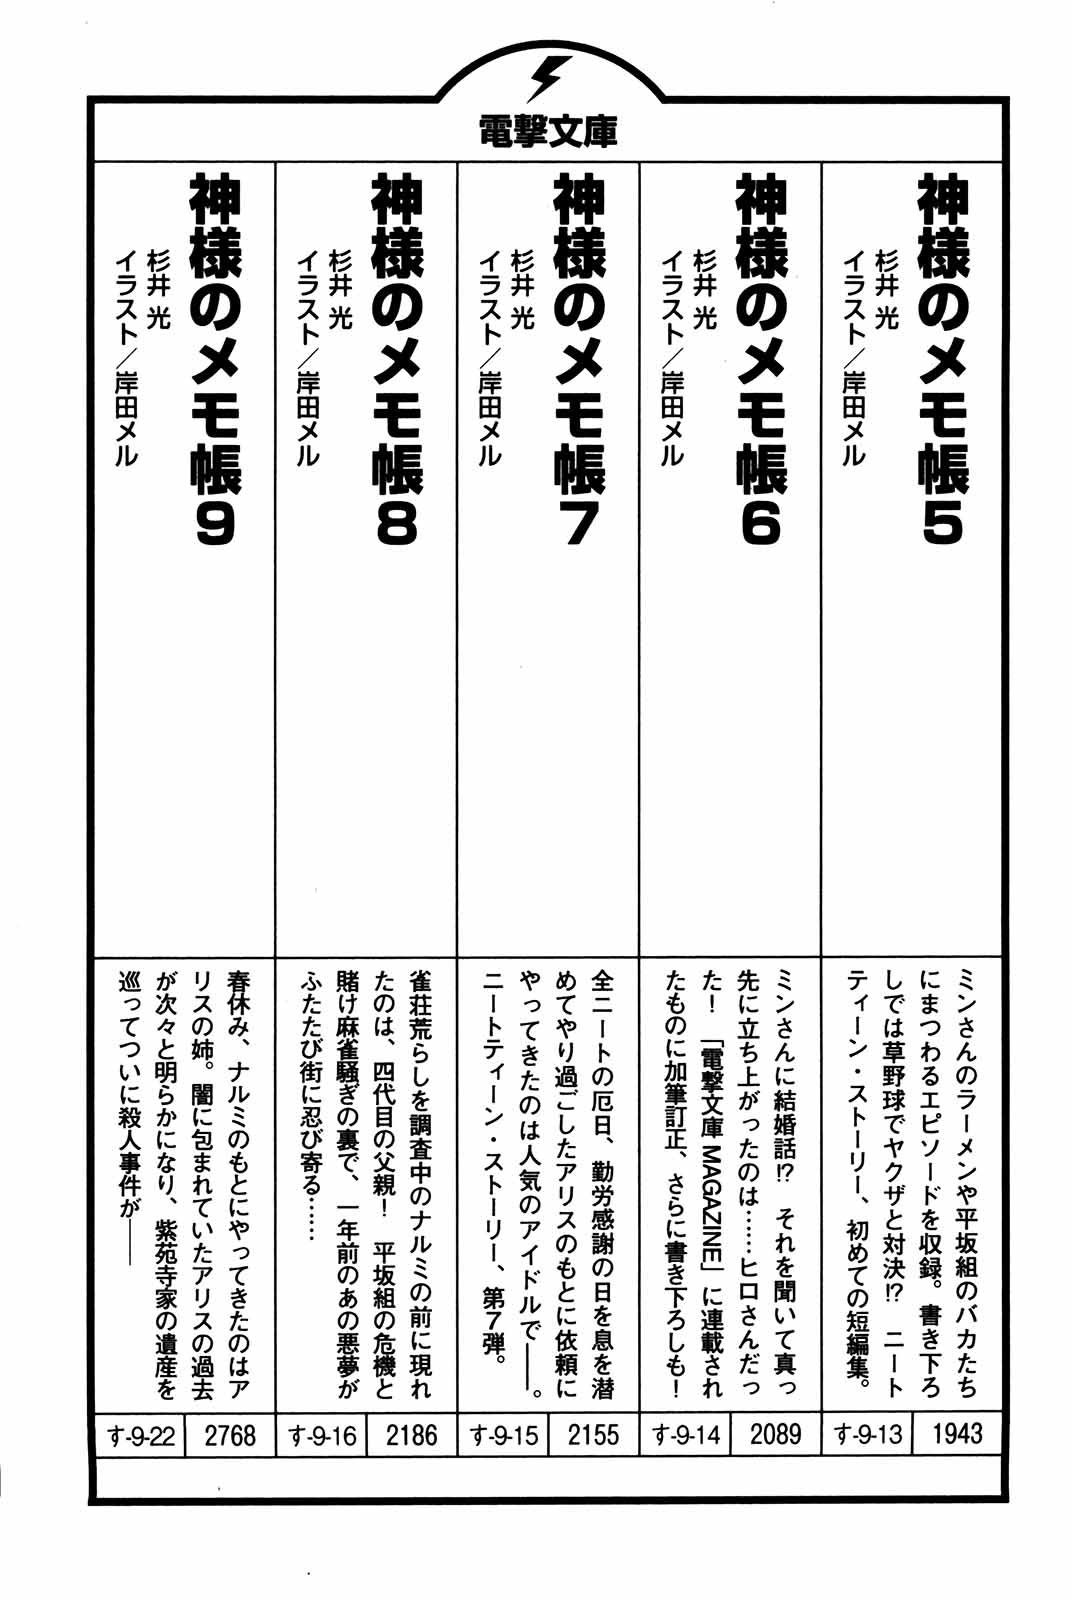 電撃文庫
神様のメモ帳5
杉井 光
イラスト/岸田メル
ミンさんのラーメンや平坂組のバカたち
にまつわるエピソードを収録。書き下ろ
しでは草野球でヤクザと対決!? ニート
ティーン・ストーリー、初めての短編集。
す-9-13
1943
神様のメモ帳6
杉井 光
イラスト/岸田メル
ミンさんに結婚話!? それを聞いて真っ
先に立ち上がったのは……ヒロさんだっ
た! 「電撃文庫 MAGAZINE」に連載され
たものに加筆訂正、さらに書き下ろしも!
す-9-14
2089
神様のメモ帳7
杉井 光
イラスト/岸田メル
全ニートの厄日、勤労感謝の日を息を潜
めてやり過ごしたアリスのもとに依頼に
やってきたのは人気のアイドルで――。
ニートティーン・ストーリー、第7弾。
す-9-15
2155
神様のメモ帳8
杉井 光
イラスト/岸田メル
雀荘荒らしを調査中のナルミの前に現れ
たのは、四代目の父親! 平坂組の危機と
賭け麻雀騒ぎの裏で、一年前のあの悪夢が
ふたたび街に忍び寄る……
す-9-16
2186
神様のメモ帳9
杉井 光
イラスト/岸田メル
春休み、ナルミのもとにやってきたのはア
リスの姉。闇に包まれていたアリスの過去
が次々と明らかになり、紫苑寺家の遺産を
巡ってついに殺人事件が――
す-9-22
2768